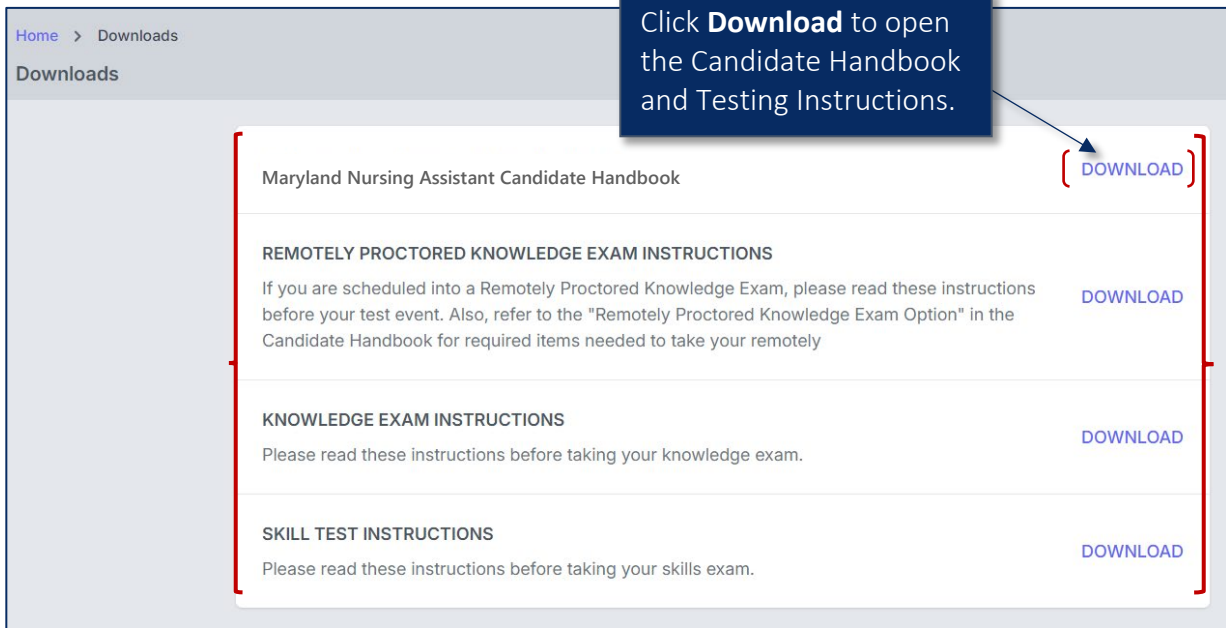 Home > Downloads
Downloads
Click Download to open
the Candidate Handbook
and Testing Instructions.
Maryland Nursing Assistant Candidate Handbook
DOWNLOAD
REMOTELY PROCTORED KNOWLEDGE EXAM INSTRUCTIONS
If you are scheduled into a Remotely Proctored Knowledge Exam, please read these instructions
before your test event. Also, refer to the "Remotely Proctored Knowledge Exam Option" in the
Candidate Handbook for required items needed to take your remotely
DOWNLOAD
KNOWLEDGE EXAM INSTRUCTIONS
Please read these instructions before taking your knowledge exam.
DOWNLOAD
SKILL TEST INSTRUCTIONS
Please read these instructions before taking your skills exam.
DOWNLOAD